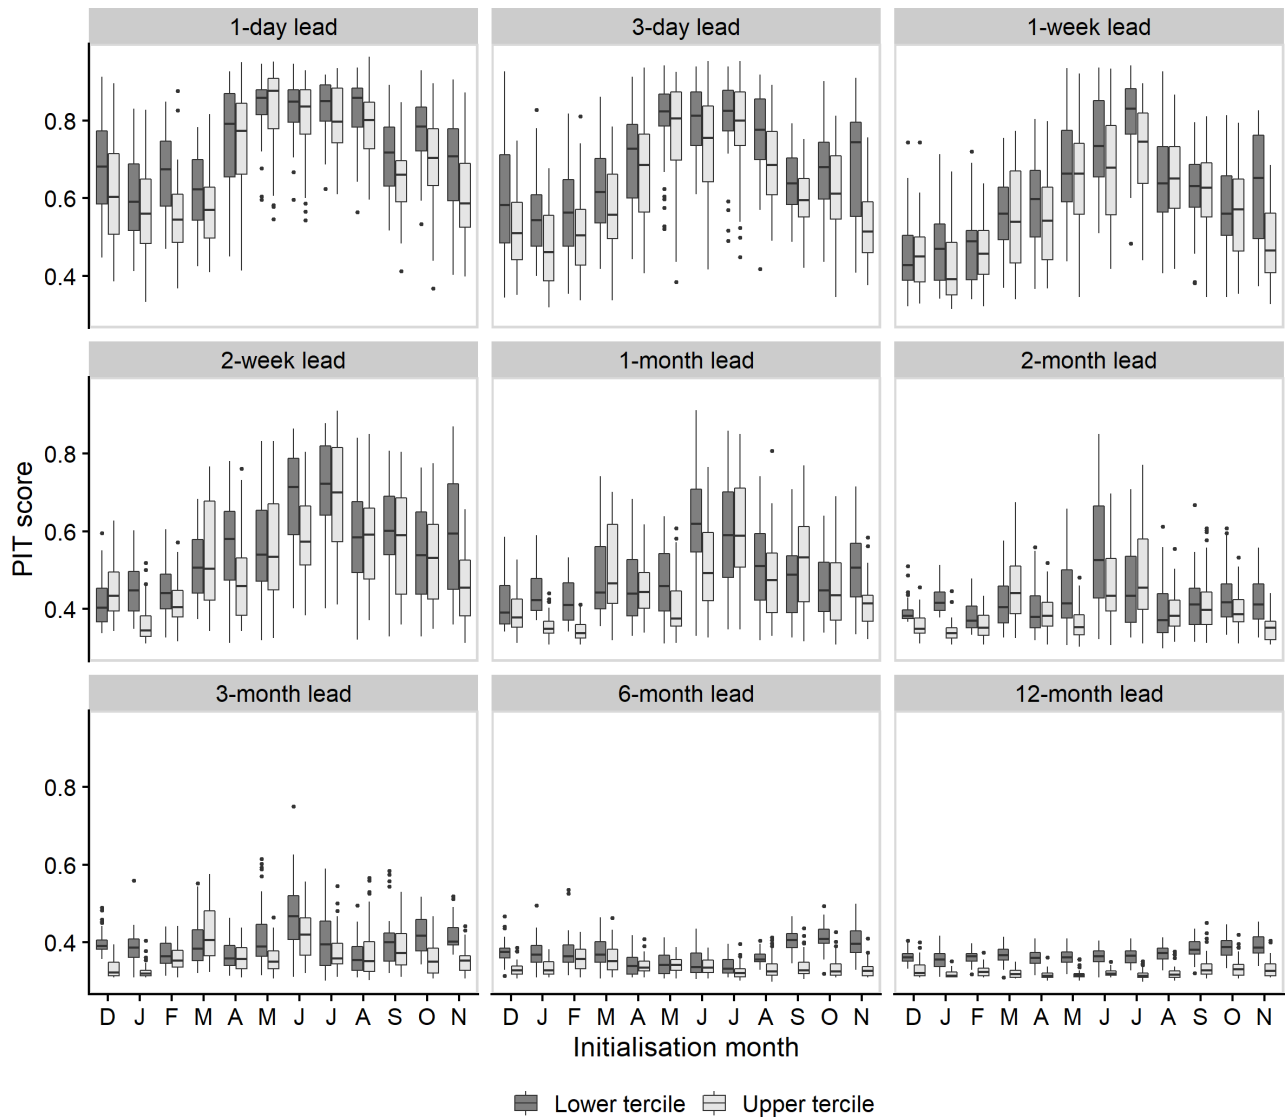 1-day lead 3-day lead 1-week lead
0.8
0.6
0.4
2-week lead 1-month lead 2-month lead
0.8
0.6
0.4
PIT score
3-month lead 6-month lead 12-month lead
0.8
0.6
0.4
D J F M A M J J A S O N D J F M A M J J A S O N D J F M A M J J A S O N
Initialisation month
Lower tercile Upper tercile